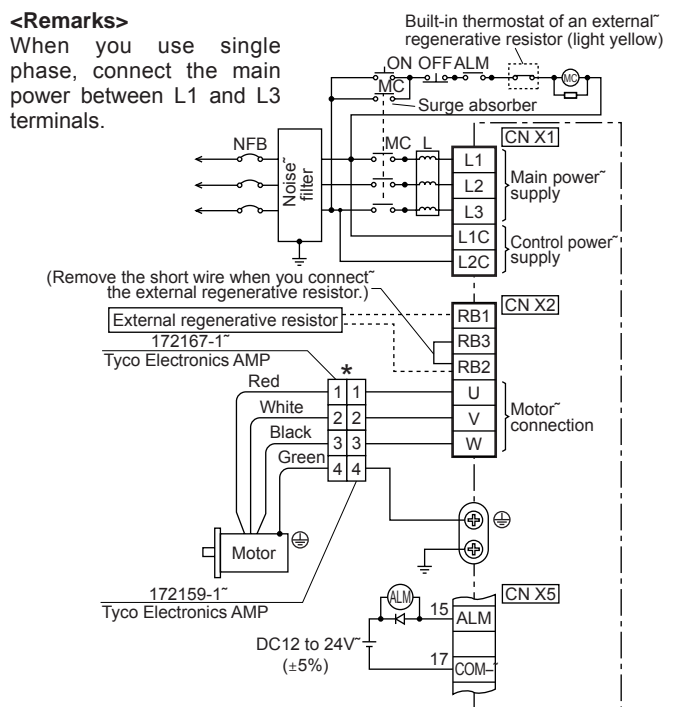 <Remarks>
When you use single
phase, connect the main
power between L1 and L3
terminals.
Built-in thermostat of an external˜
regenerative resistor (light yellow)
ON OFF ALM
MC
MC
Surge absorber
NFB
Noise˜
filter
MC L
CN X1
L1
L2
L3
L1C
L2C
Main power˜
supply
Control power˜
supply
(Remove the short wire when you connect˜
the external regenerative resistor.)
External regenerative resistor
CN X2
RB1
RB3
RB2
U
V
W
Motor˜
connection
172167-1˜
Tyco Electronics AMP
*
Red
White
Black
Green
1 1
2 2
3 3
4 4
Motor
172159-1˜
Tyco Electronics AMP
ALM
DC12 to 24V˜
(±5%)
CN X5
15 ALM
17 COM–˜